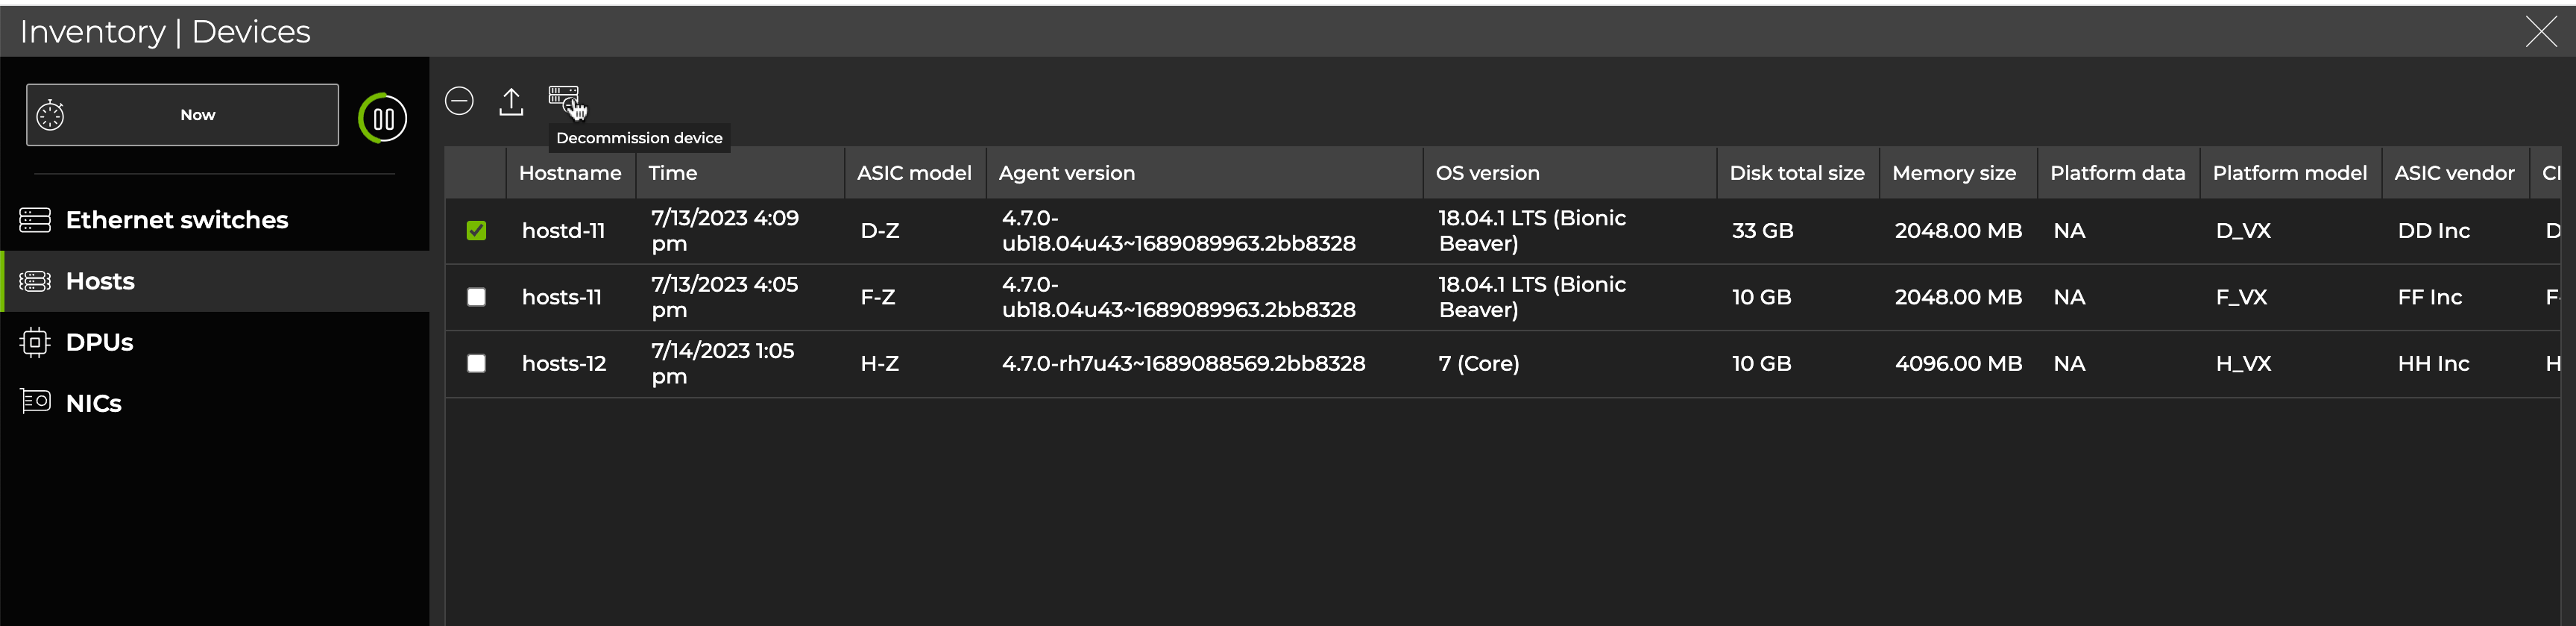 Inventory | Devices
Now
Decommission device
Ethernet switches
Hosts
DPUs
NICs
Hostname Time ASIC model Agent version OS version Disk total size Memory size Platform data Platform model ASIC vendor CI
hostd-11 7/13/2023 4:09 pm D-Z 4.7.0-ub18.04u43~1689089963.2bb8328 18.04.1 LTS (Bionic Beaver) 33 GB 2048.00 MB NA D_VX DD Inc D
hosts-11 7/13/2023 4:05 pm F-Z 4.7.0-ub18.04u43~1689089963.2bb8328 18.04.1 LTS (Bionic Beaver) 10 GB 2048.00 MB NA F_VX FF Inc F
hosts-12 7/14/2023 1:05 pm H-Z 4.7.0-rh7u43~1689088569.2bb8328 7 (Core) 10 GB 4096.00 MB NA H_VX HH Inc H